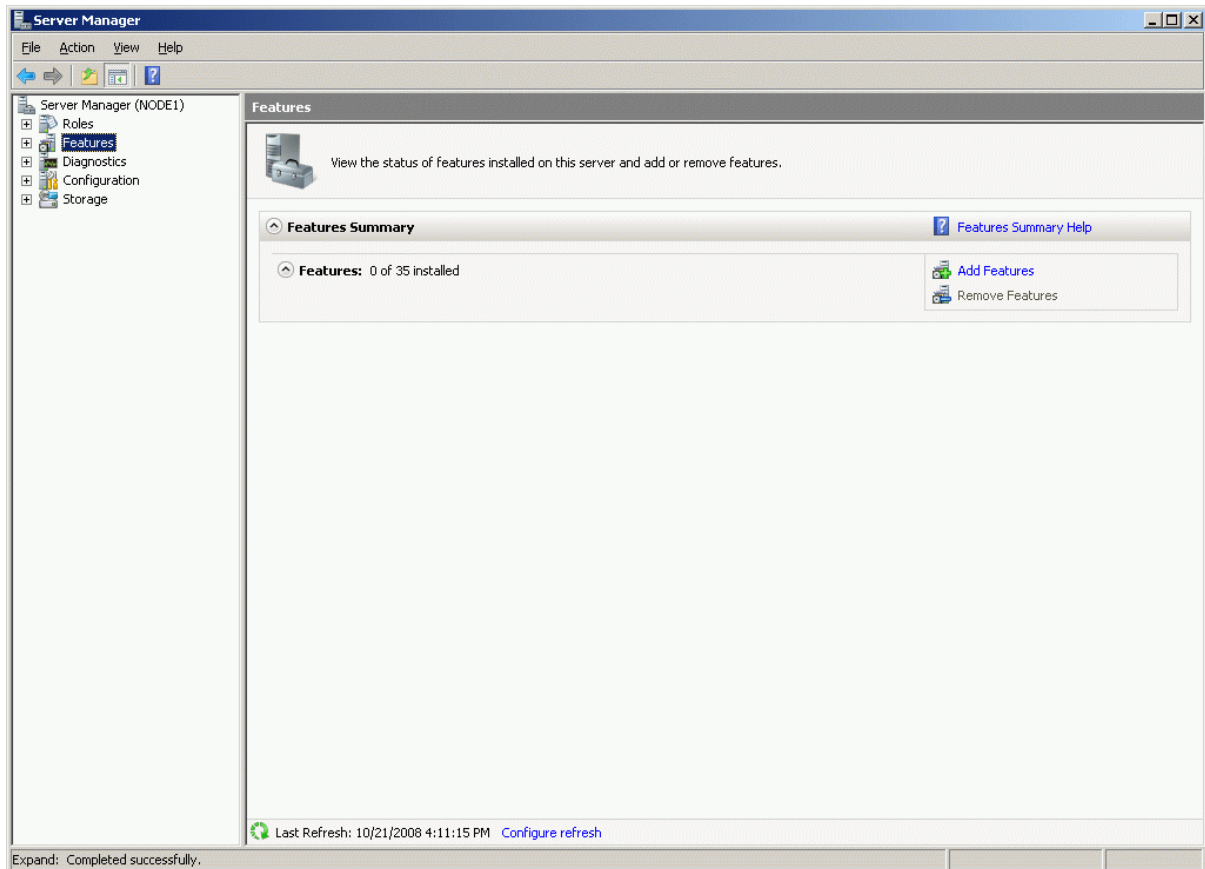 Server Manager
File Action View Help
Server Manager (NODE1)
Roles
Features
Diagnostics
Configuration
Storage
Features
View the status of features installed on this server and add or remove features.
Features Summary
Features Summary Help
Features: 0 of 35 installed
Add Features
Remove Features
Last Refresh: 10/21/2008 4:11:15 PM Configure refresh
Expand: Completed successfully.